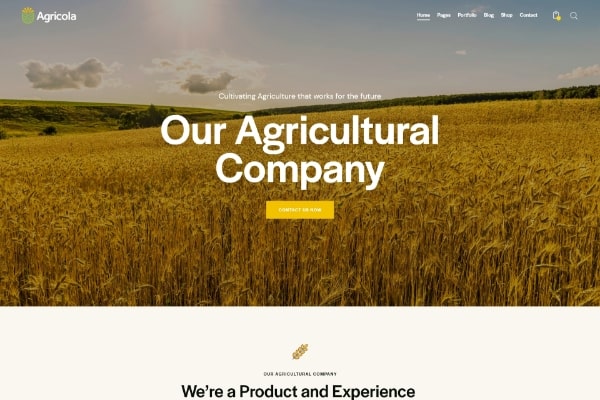 Agricola
Home Pages Portfolio Blog Shop Contact
Cultivating Agriculture that works for the future
Our Agricultural
Company
CONTACT US NOW
OUR AGRICULTURAL COMPANY
We’re a Product and Experience